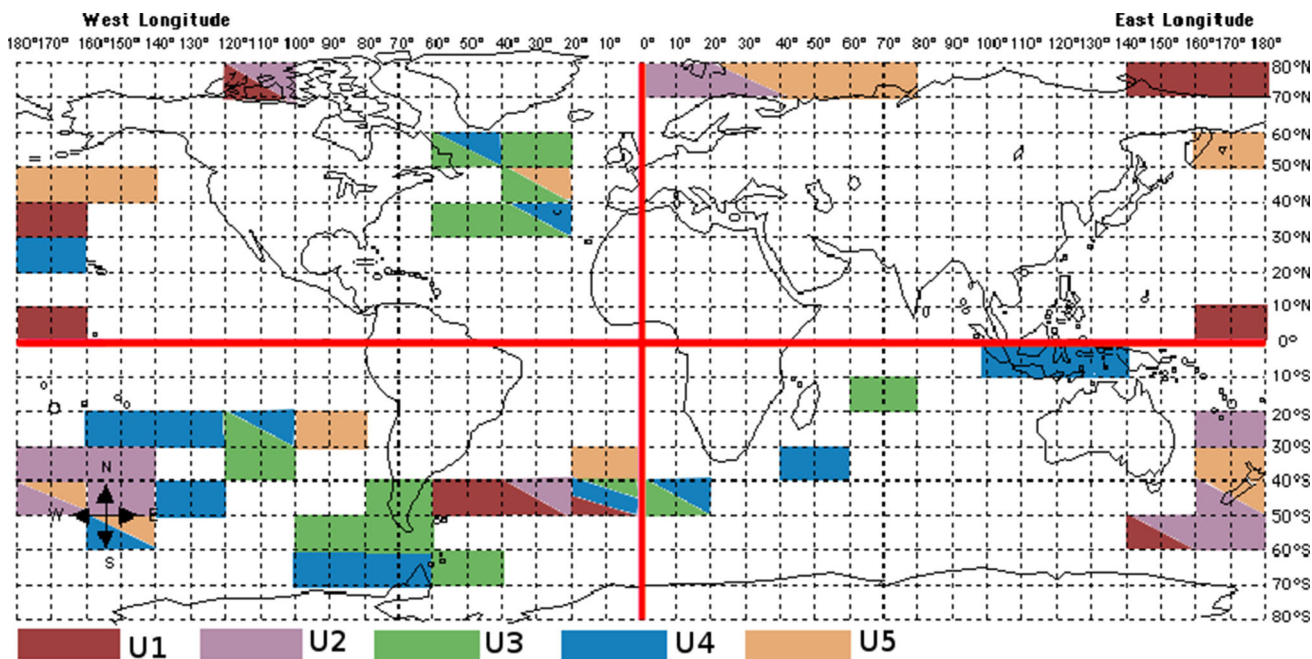 West Longitude East Longitude
180° 170° 160° 150° 140° 130° 120° 110° 100° 90° 80° 70° 60° 50° 40° 30° 20° 10° 0° 10° 20° 30° 40° 50° 60° 70° 80° 90° 100° 110° 120° 130° 140° 150° 160° 170° 180°
80°N
70°N
60°N
50°N
40°N
30°N
20°N
10°N
0°
10°S
20°S
30°S
40°S
50°S
60°S
70°S
80°S
N
W E
S
U1 U2 U3 U4 U5